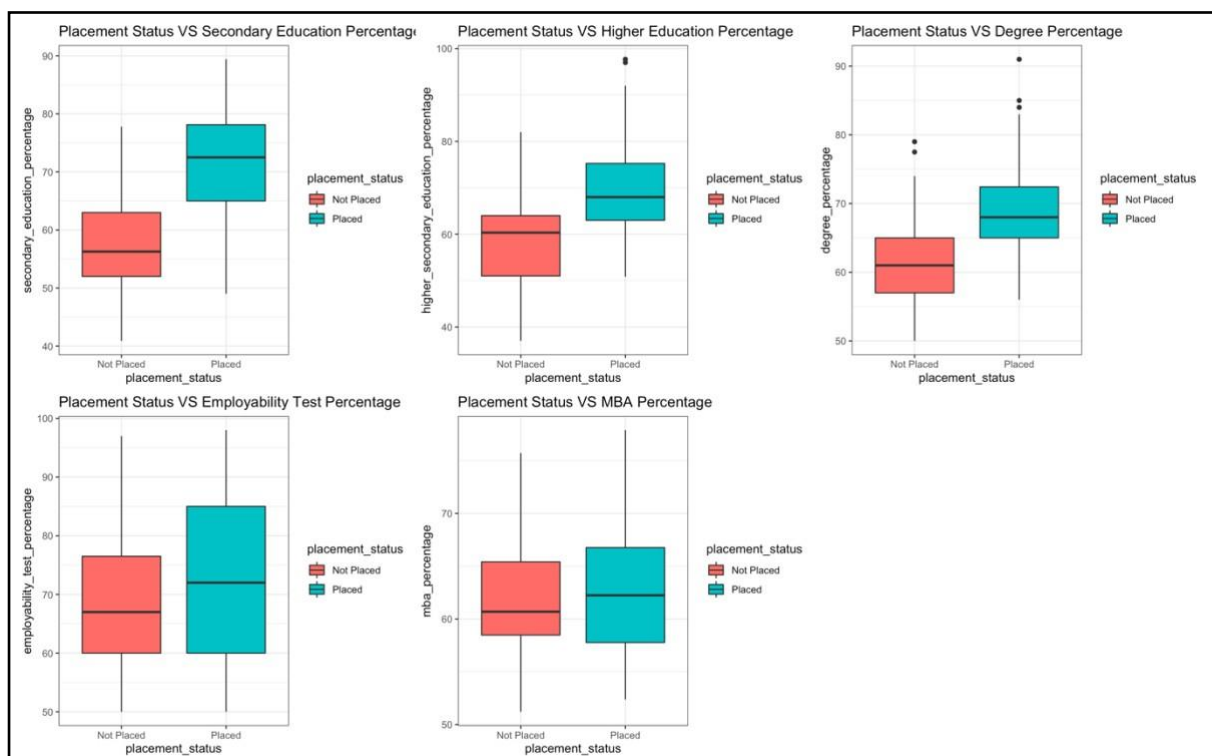 Placement Status VS Secondary Education Percentage
90
80
70
60
50
40
secondary_education_percentage
Not Placed
Placed
placement_status
placement_status
Not Placed
Placed
Placement Status VS Higher Education Percentage
100
80
60
40
higher_secondary_education_percentage
Not Placed
Placed
placement_status
placement_status
Not Placed
Placed
Placement Status VS Degree Percentage
90
80
70
60
50
degree_percentage
Not Placed
Placed
placement_status
placement_status
Not Placed
Placed
Placement Status VS Employability Test Percentage
100
90
80
70
60
50
employability_test_percentage
Not Placed
Placed
placement_status
placement_status
Not Placed
Placed
Placement Status VS MBA Percentage
70
60
50
mba_percentage
Not Placed
Placed
placement_status
placement_status
Not Placed
Placed